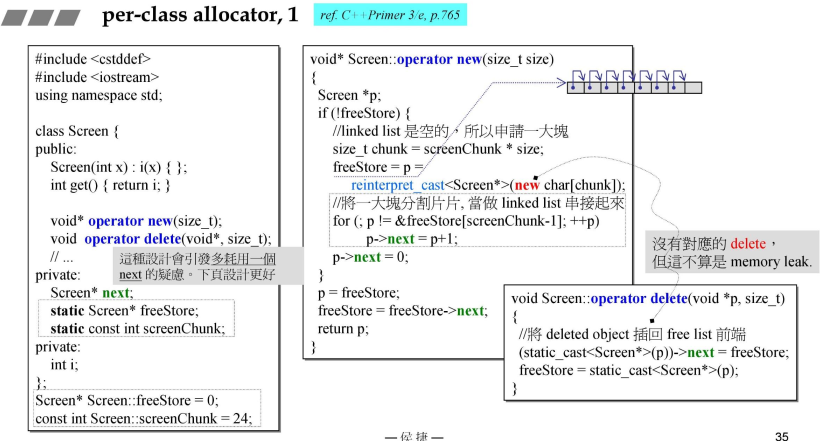 per-class allocator, 1
ref. C++Primer 3/e, p.765
#include <cstddef>
#include <iostream>
using namespace std;
class Screen {
public:
Screen(int x) : i(x) { };
int get() { return i; }
void* operator new(size_t);
void operator delete(void*, size_t);
// ...
這種設計會引發多耗用一個
next 的疑慮。下頁設計更好
private:
Screen* next;
static Screen* freeStore;
static const int screenChunk;
private:
int i;
};
Screen* Screen::freeStore = 0;
const int Screen::screenChunk = 24;
void* Screen::operator new(size_t size)
{
Screen *p;
if (!freeStore) {
//linked list 是空的，所以申請一大塊
size_t chunk = screenChunk * size;
freeStore = p =
reinterpret_cast<Screen*>(new char[chunk]);
//將一大塊分割片片, 當做 linked list 串接起來
for (; p != &freeStore[screenChunk-1]; ++p)
p->next = p+1;
p->next = 0;
}
p = freeStore;
freeStore = freeStore->next;
return p;
}
沒有對應的 delete，
但這不算是 memory leak.
void Screen::operator delete(void *p, size_t)
{
//將 deleted object 插回 free list 前端
(static_cast<Screen*>(p))->next = freeStore;
freeStore = static_cast<Screen*>(p);
}
— 侯捷 —
35